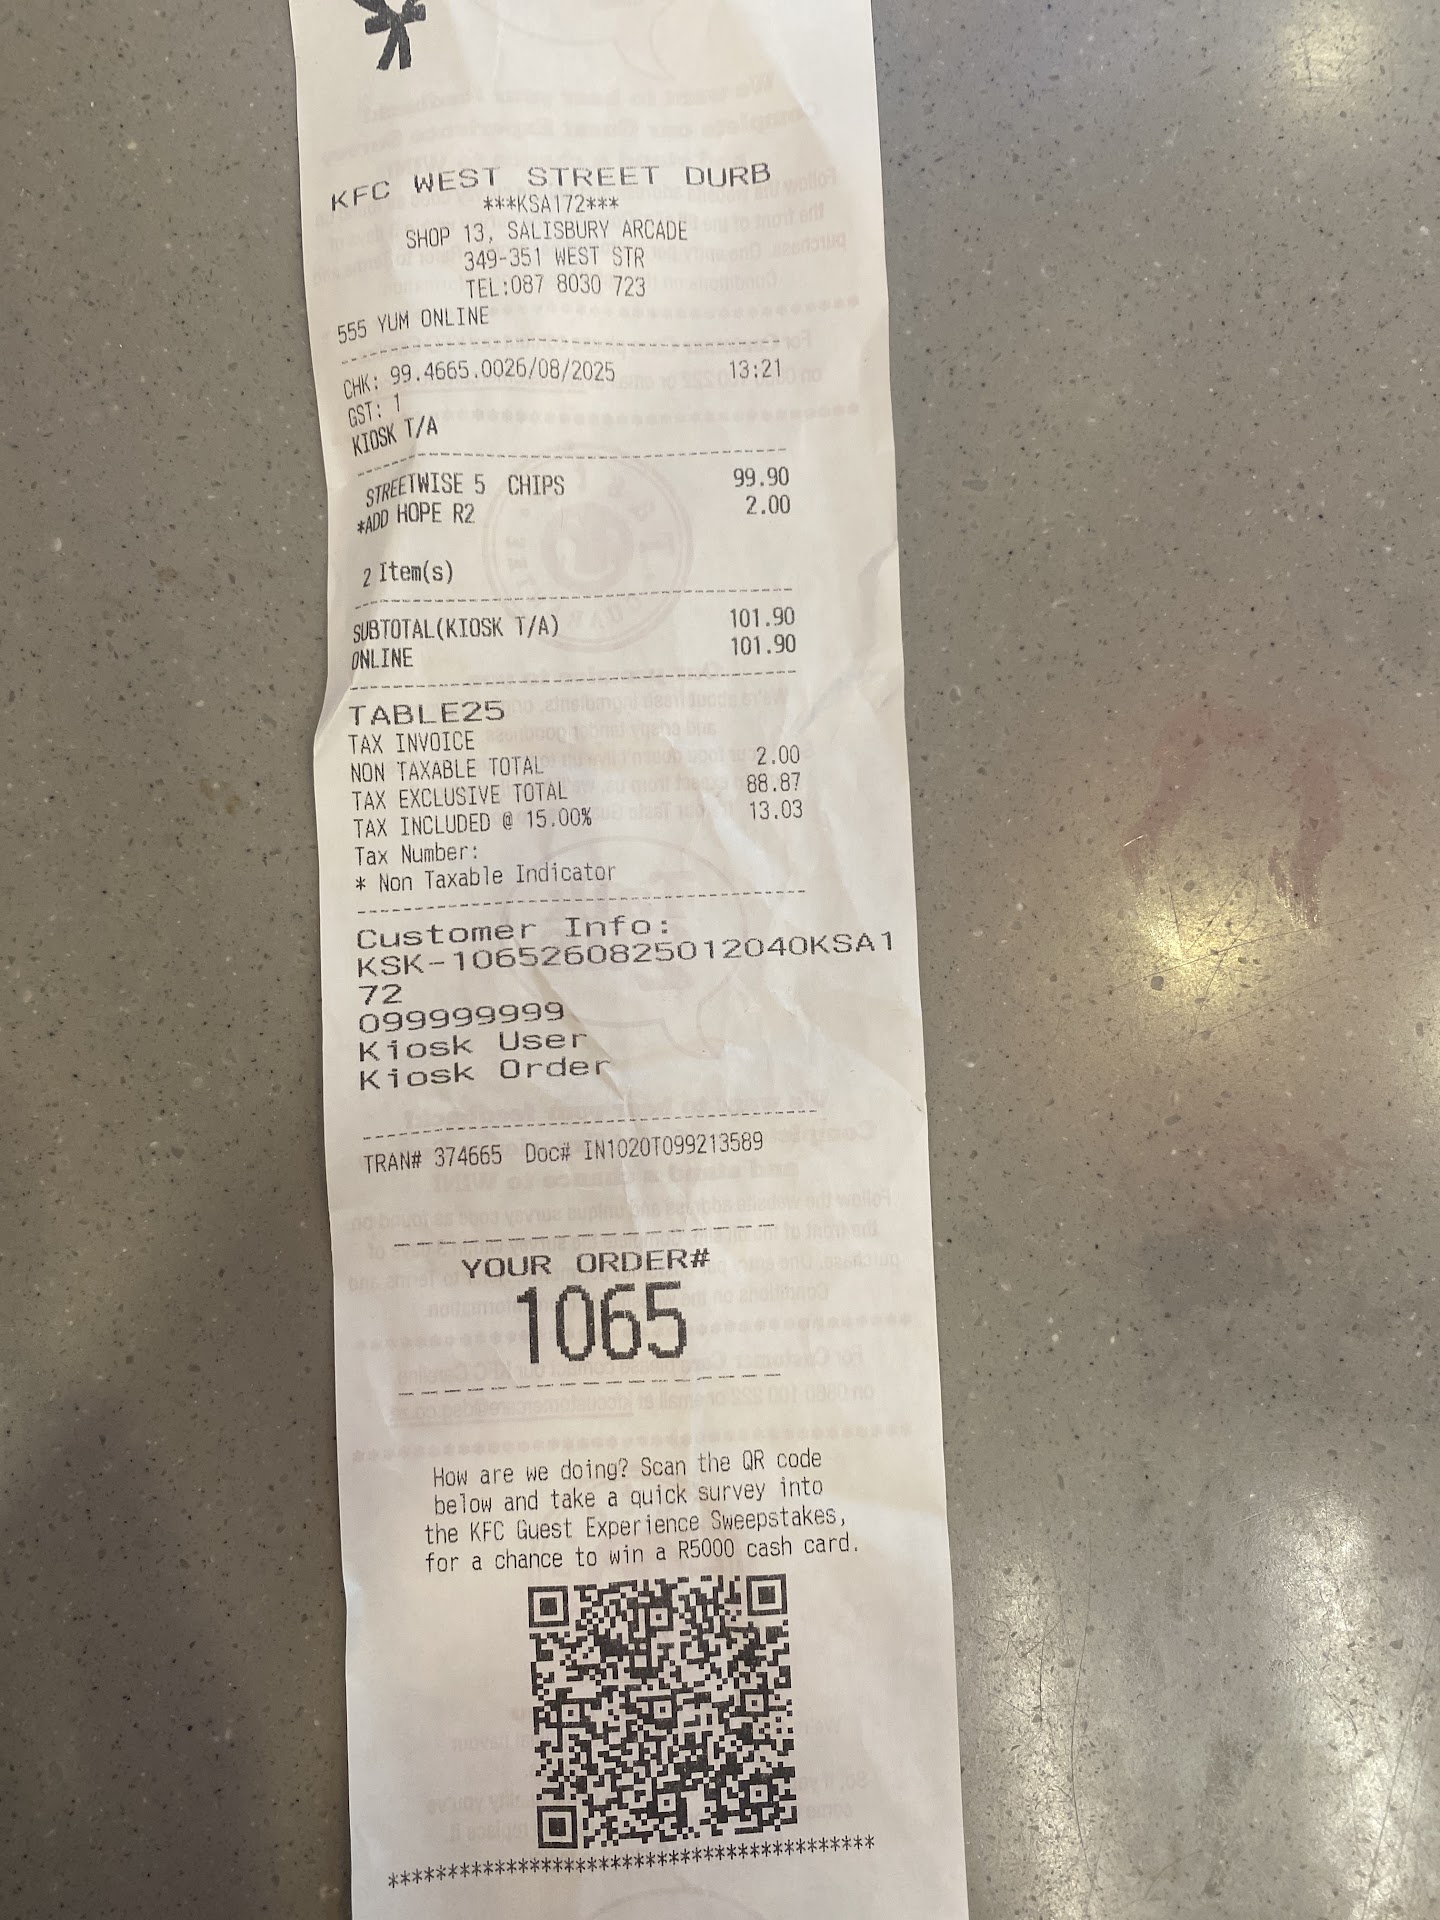 KFC WEST STREET DURB
***KSA172***
SHOP 13, SALISBURY ARCADE
349-351 WEST STR
TEL:087 8030 723
555 YUM ONLINE
CHK: 99.4665.0026/08/2025 13:21
GST: 1
KIOSK T/A
STREETWISE 5 CHIPS 99.90
*ADD HOPE R2 2.00
2 Item(s)
SUBTOTAL(KIOSK T/A) 101.90
ONLINE 101.90
TABLE25
TAX INVOICE
NON TAXABLE TOTAL 2.00
TAX EXCLUSIVE TOTAL 88.87
TAX INCLUDED @ 15.00% 13.03
Tax Number:
* Non Taxable Indicator
Customer Info:
KSK-1065260825012040KSA1
72
099999999
Kiosk User
Kiosk Order
TRAN# 374665 Doc# IN1020T099213589
YOUR ORDER#
1065
How are we doing? Scan the QR code
below and take a quick survey into
the KFC Guest Experience Sweepstakes,
for a chance to win a R5000 cash card.